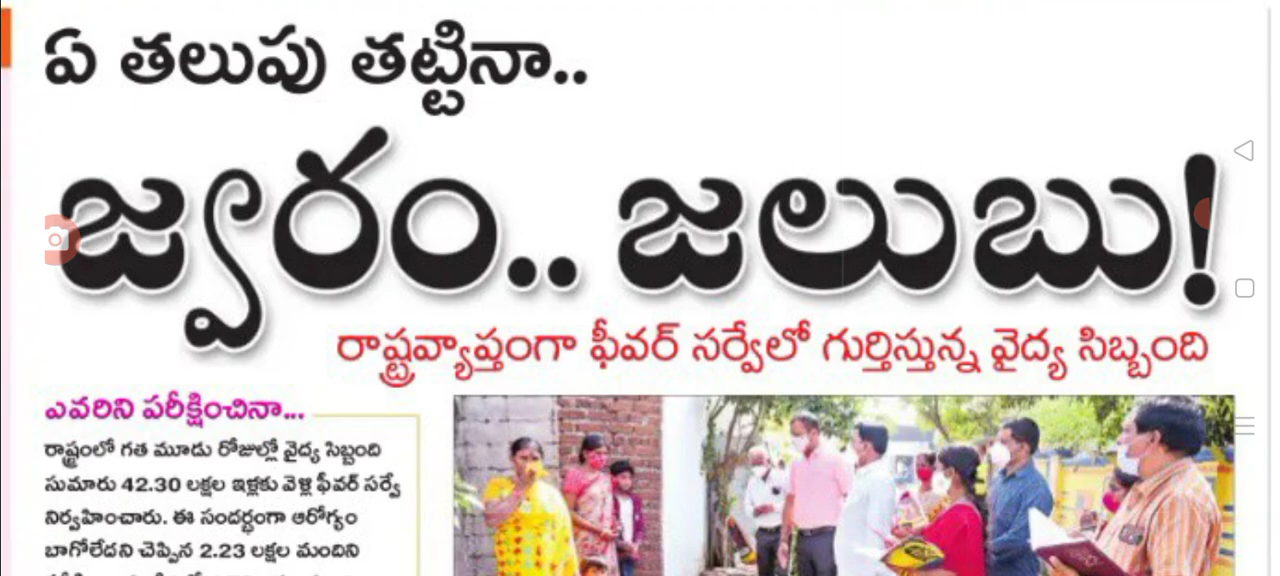 ఏ తలుపు తట్టినా..
జ్వరం.. జలుబు!
రాష్ట్రవ్యాప్తంగా ఫీవర్ సర్వేలో గుర్తిస్తున్న వైద్య సిబ్బంది
ఎవరిని పరీక్షించినా...
రాష్ట్రంలో గత మూడు రోజుల్లో వైద్య సిబ్బంది
సుమారు 42.30 లక్షల ఇళ్లకు వెళ్లి ఫీవర్ సర్వే
నిర్వహించారు. ఈ సందర్భంగా ఆరోగ్యం
బాగోలేదని చెప్పిన 2.23 లక్షల మందిని